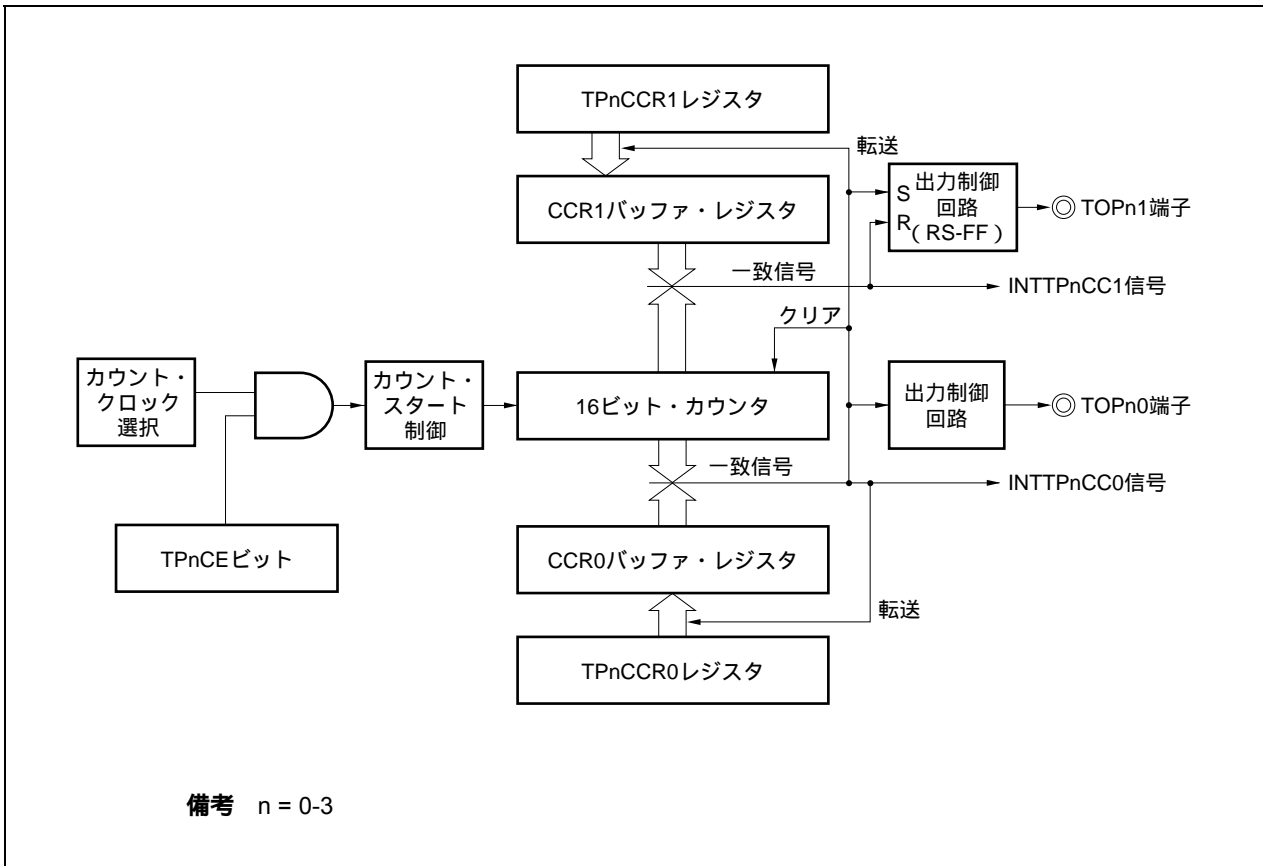 TPnCCR1レジスタ
転送
CCR1バッファ・レジスタ
S
R
出力制御
回路
(RS-FF)
TOPn1端子
一致信号
INTTPnCC1信号
クリア
カウント・
クロック
選択
カウント・
スタート
制御
16ビット・カウンタ
出力制御
回路
TOPn0端子
一致信号
INTTPnCC0信号
TPnCEビット
CCR0バッファ・レジスタ
転送
TPnCCR0レジスタ
備考 n = 0-3